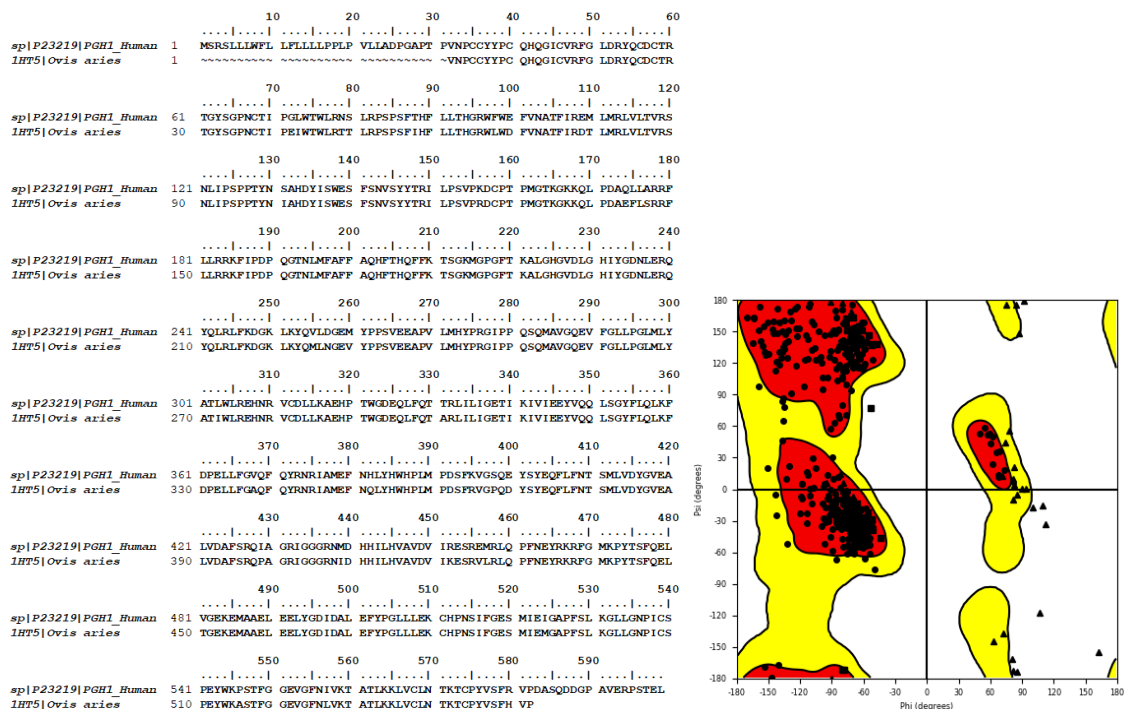 10 20 30 40 50 60
....|....| ....|....| ....|....| ....|....| ....|....| ....|....|
sp|P23219|PGH1_Human 1 MSRSLLLWFL LFLLLLPPLP VLLADPGAPT PVNPCCYYPC QHQGICVRFG LDRYQCDCTR
1HT5|Ovis aries 1 ~~~~~~~~~~ ~~~~~~~~~~ ~~~~~~~~~~ ~VNPCCYYPC QHQGICVRFG LDRYQCDCTR
70 80 90 100 110 120
....|....| ....|....| ....|....| ....|....| ....|....| ....|....|
sp|P23219|PGH1_Human 61 TGYSGPNCTI PGLWTWLRNS LRPSPSFTHF LLTHGRWFWE FVNATFIREM LMRLVLTVRS
1HT5|Ovis aries 30 TGYSGPNCTI PEIWTWLRTT LRPSPSFIHF LLTHGRWLWD FVNATFIRDT LMRLVLTVRS
130 140 150 160 170 180
....|....| ....|....| ....|....| ....|....| ....|....| ....|....|
sp|P23219|PGH1_Human 121 NLIPSPPTYN SAHDYISWES FSNVSYYTRI LPSVPKDCPT PMGTKGKKQL PDAQLLARRF
1HT5|Ovis aries 90 NLIPSPPTYN IAHDYISWES FSNVSYYTRI LPSVPRDCPT PMGTKGKKQL PDAEFLSRRF
190 200 210 220 230 240
....|....| ....|....| ....|....| ....|....| ....|....| ....|....|
sp|P23219|PGH1_Human 181 LLRRKFIPDP QGTNLMFAFF AQHFTHQFFK TSGKMGPGFT KALGHGVDLG HIYGDNLERQ
1HT5|Ovis aries 150 LLRRKFIPDP QGTNLMFAFF AQHFTHQFFK TSGKMGPGFT KALGHGVDLG HIYGDNLERQ
250 260 270 280 290 300
....|....| ....|....| ....|....| ....|....| ....|....| ....|....|
sp|P23219|PGH1_Human 241 YQLRLFKDGK LKYQVLDGEM YPPSVEEAPV LMHYPRGIPP QSQMAVGQEV FGLLPGLMLY
1HT5|Ovis aries 210 YQLRLFKDGK LKYQMLNGEV YPPSVEEAPV LMHYPRGIPP QSQMAVGQEV FGLLPGLMLY
310 320 330 340 350 360
....|....| ....|....| ....|....| ....|....| ....|....| ....|....|
sp|P23219|PGH1_Human 301 ATLWLREHNR VCDLLKAEHP TWGDEQLFQT TRLILIGETI KIVIEEYVQQ LSGYFLQLKF
1HT5|Ovis aries 270 ATIWLREHNR VCDLLKAEHP TWGDEQLFQT ARLILIGETI KIVIEEYVQQ LSGYFLQLKF
370 380 390 400 410 420
....|....| ....|....| ....|....| ....|....| ....|....| ....|....|
sp|P23219|PGH1_Human 361 DPELLFGVQF QYRNRIAMEF NHLYHWHPLM PDSFKVGSQE YSYEQFLFNT SMLVDYGVEA
1HT5|Ovis aries 330 DPELLFGAQF QYRNRIAMEF NQLYHWHPLM PDSFRVGPQD YSYEQFLFNT SMLVDYGVEA
430 440 450 460 470 480
....|....| ....|....| ....|....| ....|....| ....|....| ....|....|
sp|P23219|PGH1_Human 421 LVDAFSRQIA GRIGGGRNMD HHILHVAVDV IRESREMRLQ PFNEYRKRFG MKPYTSFQEL
1HT5|Ovis aries 390 LVDAFSRQPA GRIGGGRNID HHILHVAVDV IKESRVLRLQ PFNEYRKRFG MKPYTSFQEL
490 500 510 520 530 540
....|....| ....|....| ....|....| ....|....| ....|....| ....|....|
sp|P23219|PGH1_Human 481 VGEKEMAAEL EELYGDIDAL EFYPGLLLEK CHPNSIFGES MIEIGAPFSL KGLLGNPICS
1HT5|Ovis aries 450 TGEKEMAAEL EELYGDIDAL EFYPGLLLEK CHPNSIFGES MIEMGAPFSL KGLLGNPICS
550 560 570 580 590
....|....| ....|....| ....|....| ....|....| ....|....| ....|....
sp|P23219|PGH1_Human 541 PEYWKPSTFG GEVGFNIVKT ATLKKLVCLN TKTCPYVSFR VPDASQDDGP AVERPSTEL
1HT5|Ovis aries 510 PEYWKASTFG GEVGFNLVKT ATLKKLVCLN TKTCPYVSFH VP
180
150
120
90
60
30
0
-30
-60
-90
-120
-150
-180
Psi (degrees)
-180 -150 -120 -90 -60 -30 0 30 60 90 120 150 180
Phi (degrees)